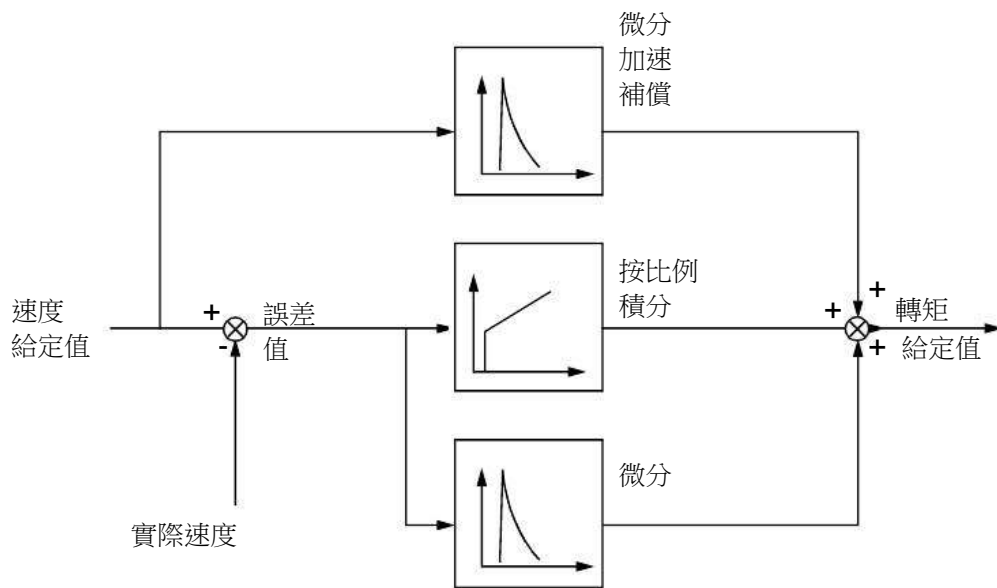 微分
加速
補償
按比例
積分
速度
給定值
+
-
誤差
值
+
+
+
轉矩
給定值
微分
實際速度